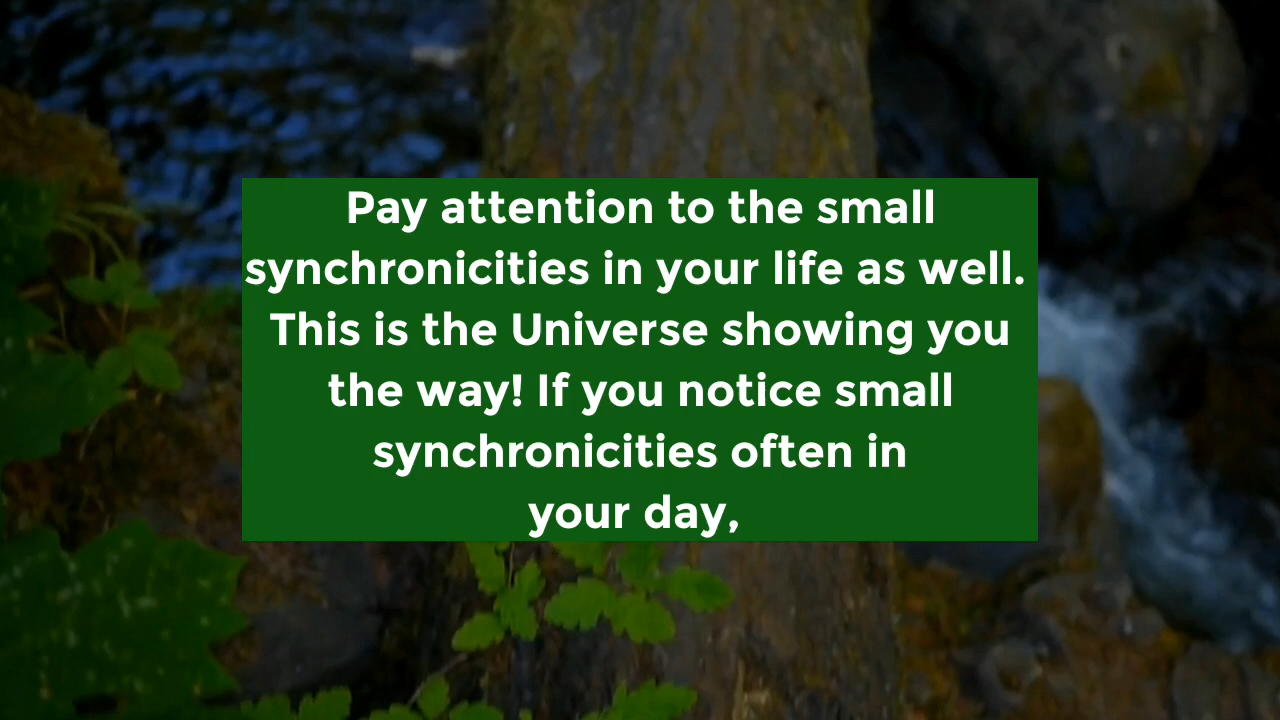 Pay attention to the small
synchronicities in your life as well.
This is the Universe showing you
the way! If you notice small
synchronicities often in
your day,